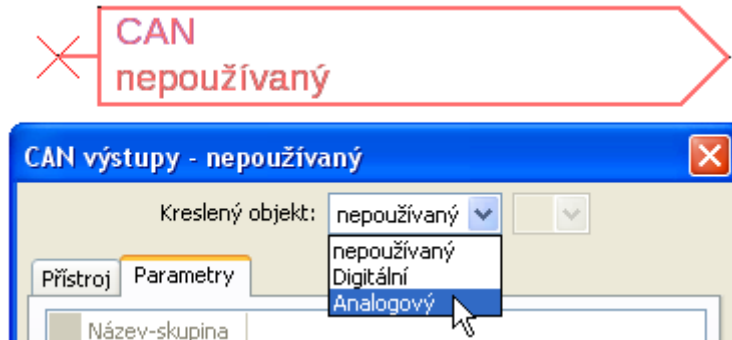 CAN
nepoužívaný
CAN výstupy - nepoužívaný
Kreslený objekt: nepoužívaný
nepoužívaný
Digitální
Analogový
Přístroj Parametry
Název-skupina